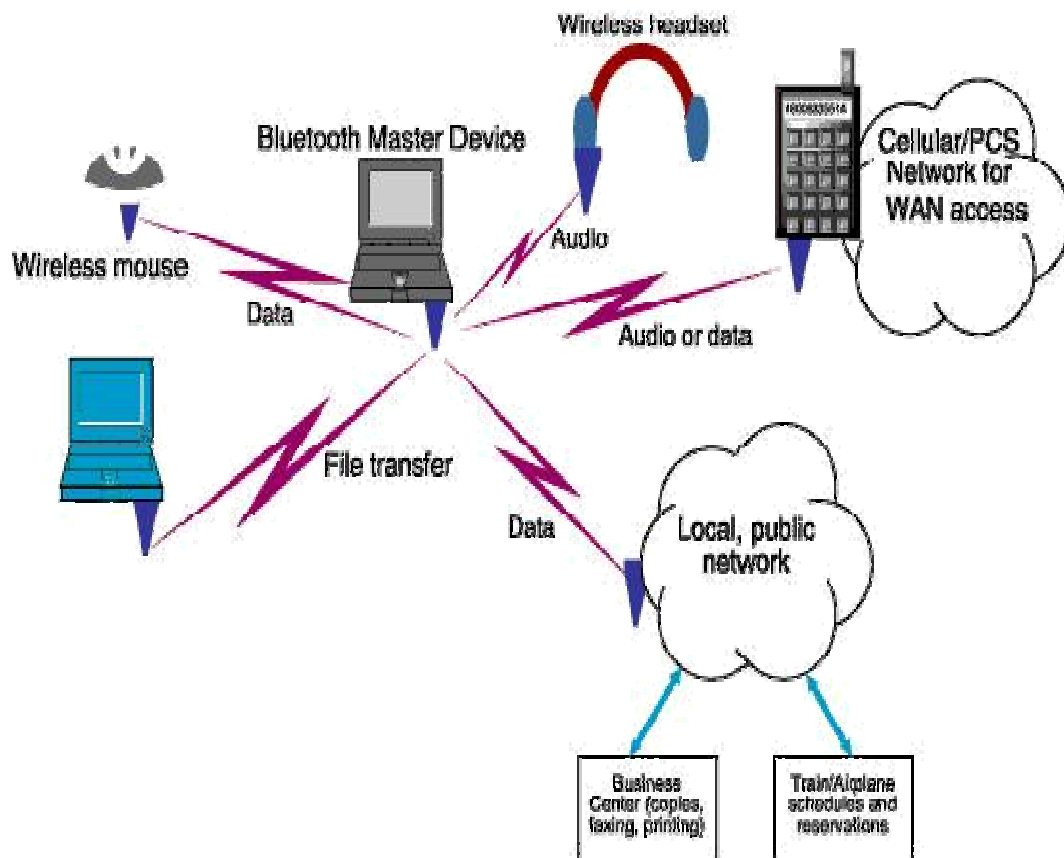 Wireless headset
Bluetooth Master Device
Cellular/PCS
Network for
WAN access
Audio
Wireless mouse
Data
Audio or data
File transfer
Data
Local, public
network
Business
Center (copies,
faxing, printing)
Train/Airplane
schedules and
reservations